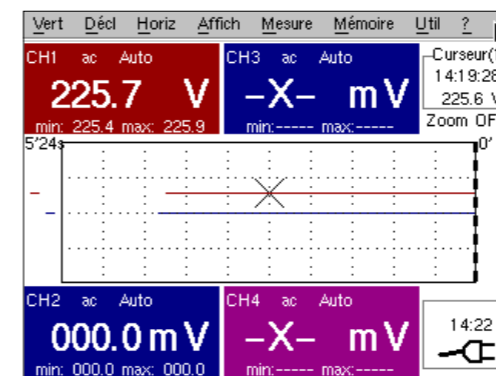 Vert Décl Horiz Affich Mesure Mémoire Util ?
CH1 ac Auto
225.7 V
min: 225.4 max: 225.9
CH3 ac Auto
-X- mV
min:----- max:-----
Curseur(
14:19:28
225.6 V
Zoom OF
5'24s 0'
CH2 ac Auto
000.0 mV
min: 000.0 max: 000.0
CH4 ac Auto
-X- mV
min:----- max:-----
14:22